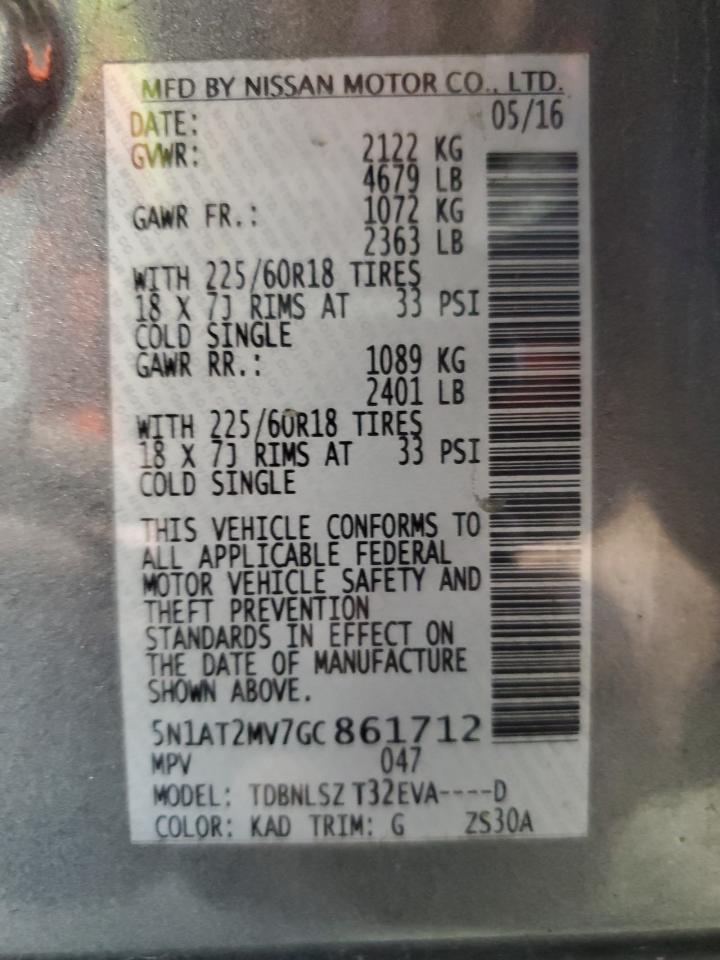 MFD BY NISSAN MOTOR CO., LTD.
DATE: 05/16
GVWR: 2122 KG
4679 LB
GAWR FR.: 1072 KG
2363 LB
WITH 225/60R18 TIRES
18 X 7J RIMS AT 33 PSI
COLD SINGLE
GAWR RR.: 1089 KG
2401 LB
WITH 225/60R18 TIRES
18 X 7J RIMS AT 33 PSI
COLD SINGLE
THIS VEHICLE CONFORMS TO
ALL APPLICABLE FEDERAL
MOTOR VEHICLE SAFETY AND
THEFT PREVENTION
STANDARDS IN EFFECT ON
THE DATE OF MANUFACTURE
SHOWN ABOVE.
5N1AT2MV7GC861712
MPV 047
MODEL: TDBNLSZ T32EVA----D
COLOR: KAD TRIM: G ZS30A